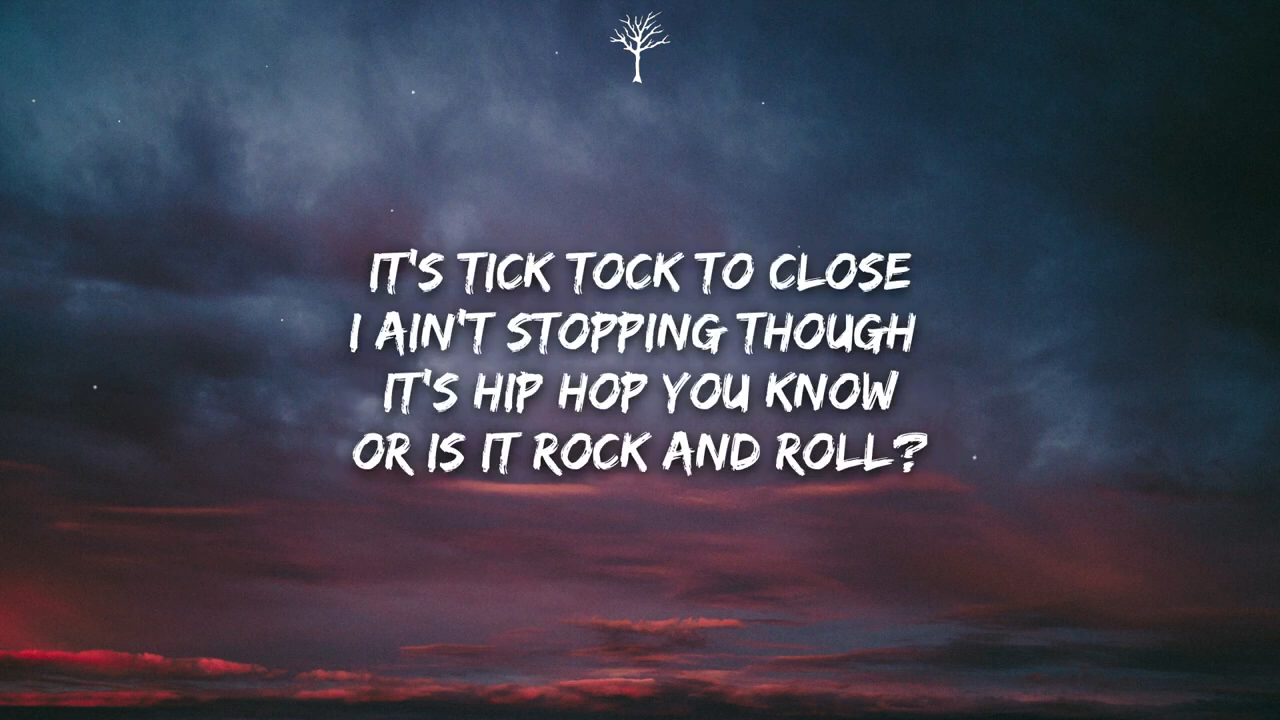 IT'S TICK TOCK TO CLOSE
I AIN'T STOPPING THOUGH
IT'S HIP HOP YOU KNOW
OR IS IT ROCK AND ROLL?